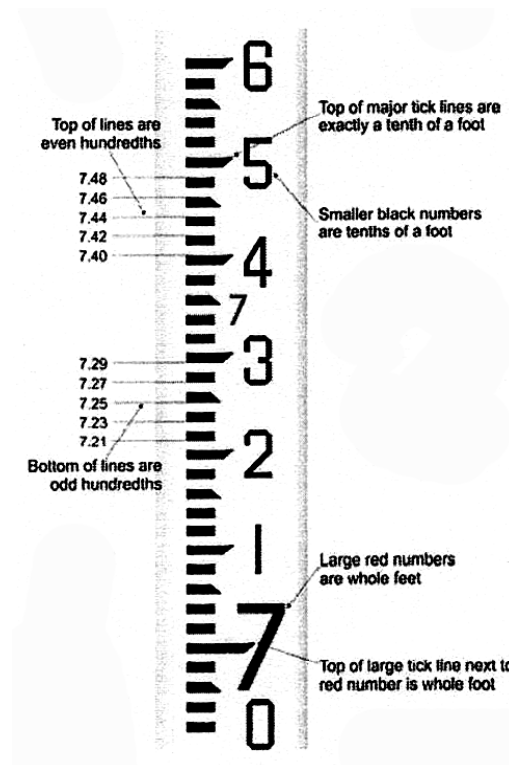 6
Top of major tick lines are
exactly a tenth of a foot
Top of lines are
even hundredths
5
7.48
7.46
7.44
7.42
7.40
Smaller black numbers
are tenths of a foot
4
7
3
7.29
7.27
7.25
7.23
7.21
2
Bottom of lines are
odd hundredths
1
Large red numbers
are whole feet
7
Top of large tick line next to
red number is whole foot
0